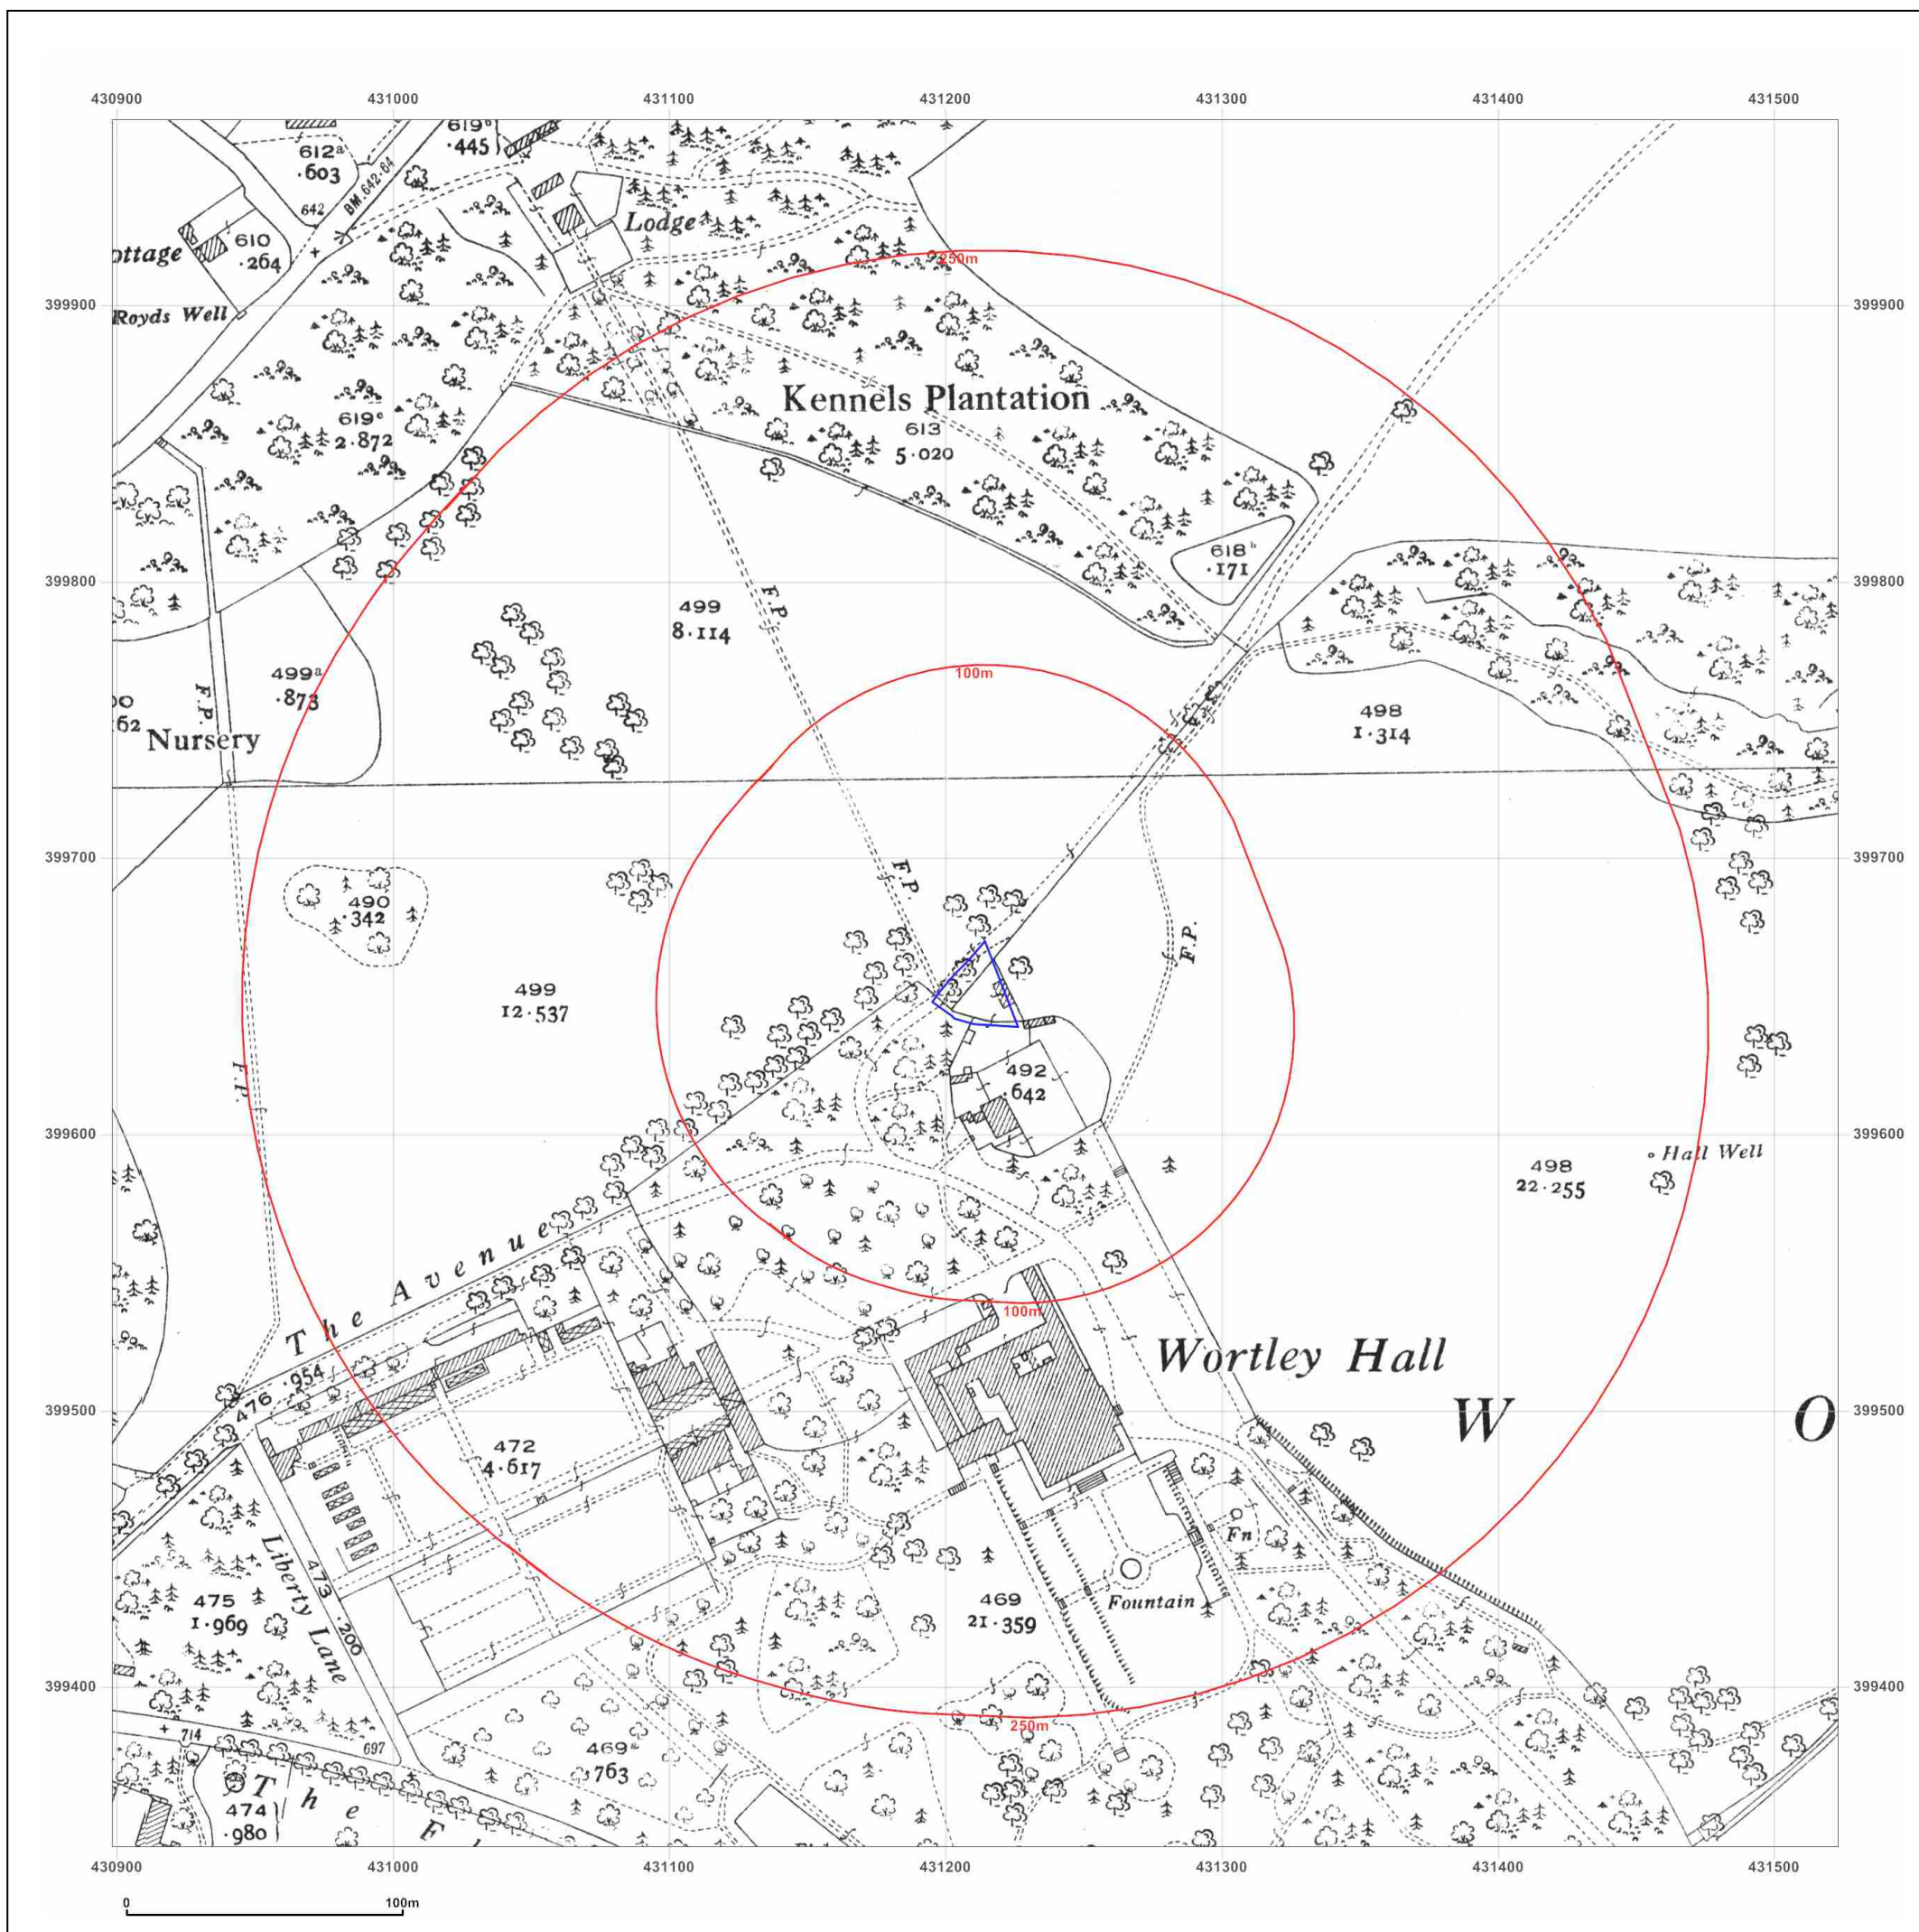 430900 431000 431100 431200 431300 431400 431500
619ᵇ
·445
612ᵃ
·603
BM.642·64
642
610
·264
Lodge
ottage
250m
399900 399900
Royds Well
Kennels Plantation
613
5·020
619ᶜ
2·872
618ᵇ
·171
399800 399800
F.P.
499
8·114
499ᵃ
·873
F.P.
100m
498
1·314
62
Nursery
399700 399700
F.P.
490
·342
F.P.
499
12·537
F.P.
492
·642
399600 399600
Hall Well
498
22·255
The Avenue
100m
Wortley Hall
476 ·954
W O
399500 399500
472
4·617
Fn
Fountain
Liberty Lane
473 ·200
475
1·969
469
21·359
399400 399400
250m
714
697
469ᵃ
·763
The
474
·980
430900 431000 431100 431200 431300 431400 431500
0 100m